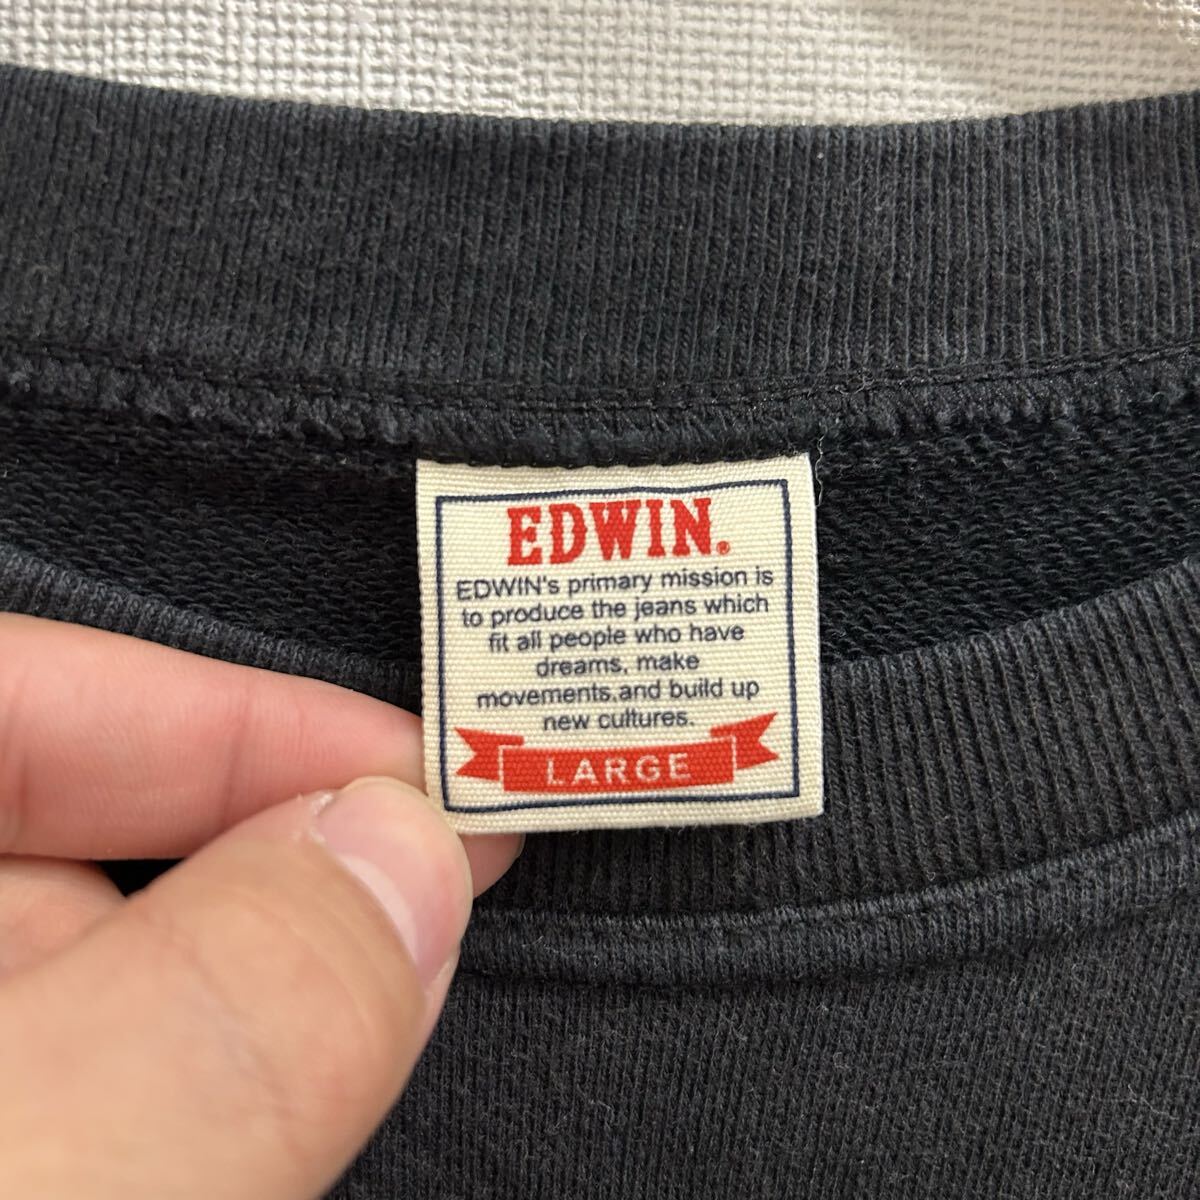 EDWIN.®
EDWIN's primary mission is
to produce the jeans which
fit all people who have
dreams, make
movements,and build up
new cultures.
LARGE